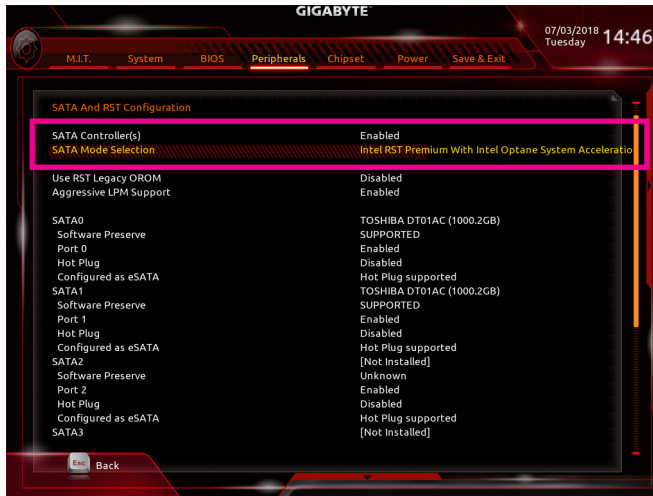 GIGABYTE
07/03/2018 Tuesday 14:46
M.I.T. System BIOS Peripherals Chipset Power Save & Exit
SATA And RST Configuration
SATA Controller(s) Enabled
SATA Mode Selection Intel RST Premium With Intel Optane System Acceleratio
Use RST Legacy OROM Disabled
Aggressive LPM Support Enabled
SATA0 TOSHIBA DT01AC (1000.2GB)
Software Preserve SUPPORTED
Port 0 Enabled
Hot Plug Disabled
Configured as eSATA Hot Plug supported
SATA1 TOSHIBA DT01AC (1000.2GB)
Software Preserve SUPPORTED
Port 1 Enabled
Hot Plug Disabled
Configured as eSATA Hot Plug supported
SATA2 [Not Installed]
Software Preserve Unknown
Port 2 Enabled
Hot Plug Disabled
Configured as eSATA Hot Plug supported
SATA3 [Not Installed]
Esc Back